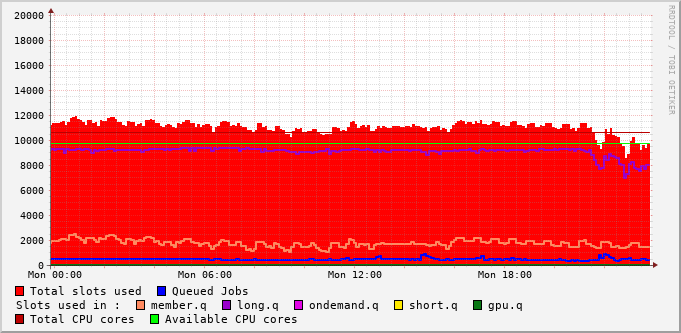 RRDTOOL / TOBI OETIKER
20000
18000
16000
14000
12000
10000
8000
6000
4000
2000
0
Mon 00:00 Mon 06:00 Mon 12:00 Mon 18:00
Total slots used Queued Jobs
Slots used in : member.q long.q ondemand.q short.q gpu.q
Total CPU cores Available CPU cores